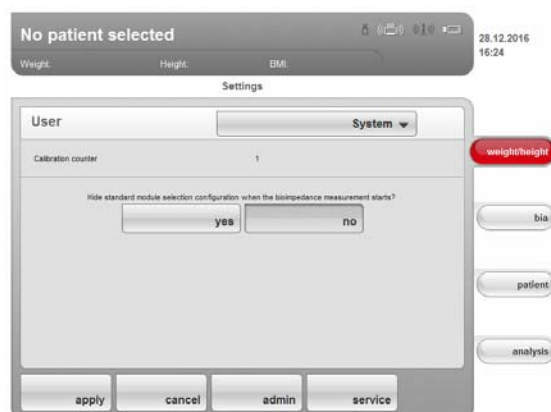 No patient selected
28.12.2016
16:24
Weight: Height: BMI:
Settings
User System
Calibration counter 1
weight/height
Hide standard module selection configuration when the bioimpedance measurement starts?
yes no
bia
patient
analysis
apply cancel admin service